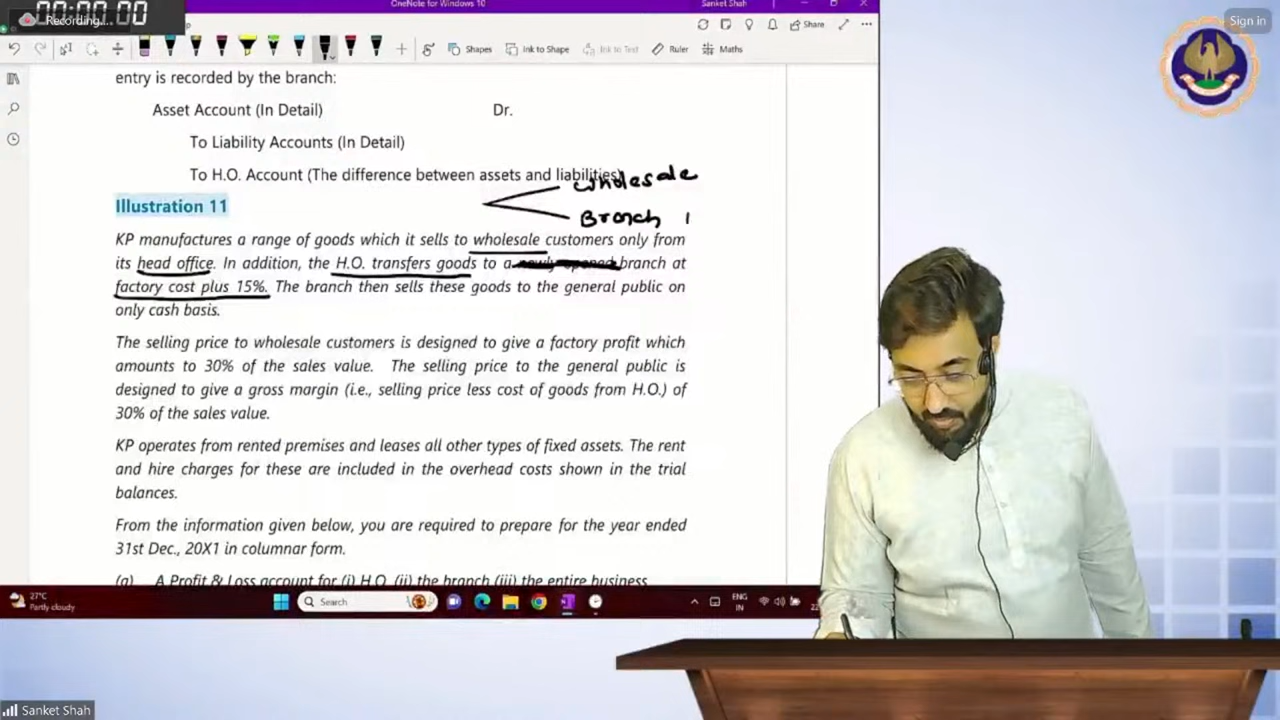 00:00:00
Recording...
OneNote for Windows 10
Sanket Shah
Sign in
Share
Shapes
Ink to Shape
Ink to Text
Ruler
Maths
entry is recorded by the branch:
Asset Account (In Detail) Dr.
To Liability Accounts (In Detail)
To H.O. Account (The difference between assets and liabilities)
wholesale
Illustration 11
Branch
KP manufactures a range of goods which it sells to wholesale customers only from
its head office. In addition, the H.O. transfers goods to a newly opened branch at
factory cost plus 15%. The branch then sells these goods to the general public on
only cash basis.
The selling price to wholesale customers is designed to give a factory profit which
amounts to 30% of the sales value. The selling price to the general public is
designed to give a gross margin (i.e., selling price less cost of goods from H.O.) of
30% of the sales value.
KP operates from rented premises and leases all other types of fixed assets. The rent
and hire charges for these are included in the overhead costs shown in the trial
balances.
From the information given below, you are required to prepare for the year ended
31st Dec., 20X1 in columnar form.
(a) A Profit & Loss account for (i) H.O. (ii) the branch (iii) the entire business
27°C
Partly cloudy
Search
ENG
IN
Sanket Shah